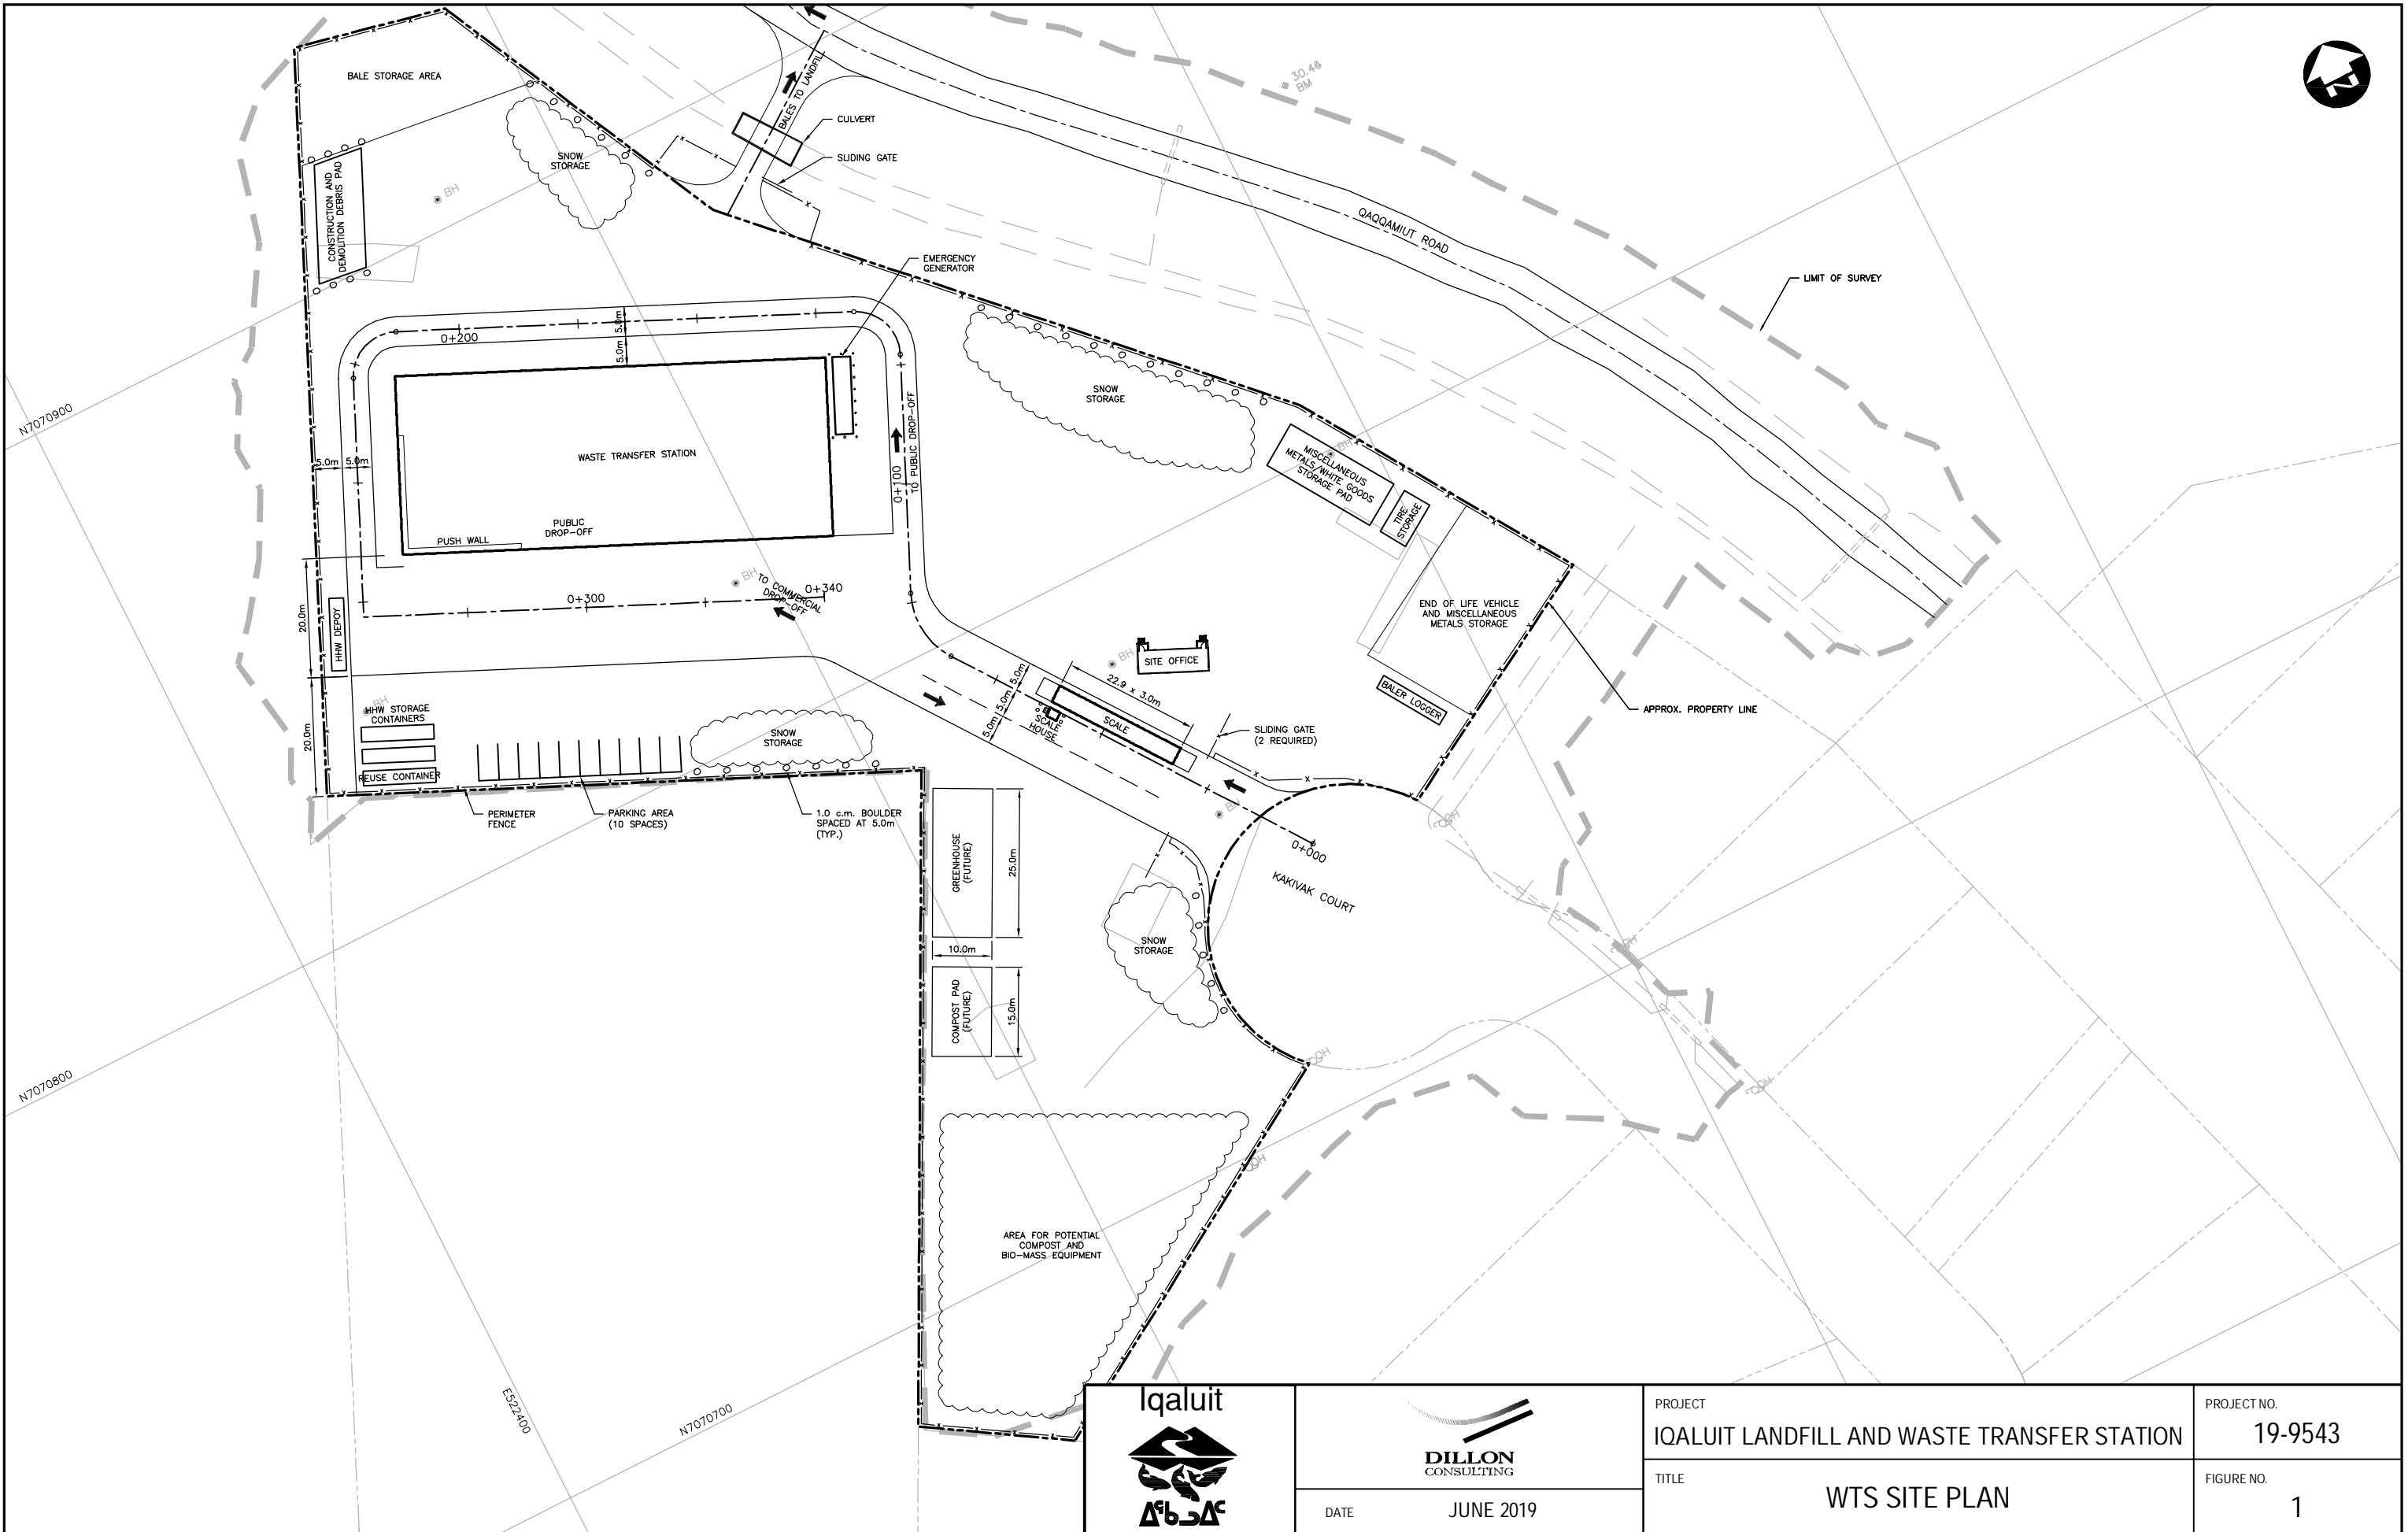 BALE STORAGE AREA
CONSTRUCTION AND
DEMOLITION DEBRIS PAD
BH
SNOW
STORAGE
BALES TO LANDFILL
CULVERT
SLIDING GATE
30.48
BM
N
QAQQAMIUT ROAD
LIMIT OF SURVEY
EMERGENCY
GENERATOR
0+200
5.0m
5.0m
N7070900
5.0m
5.0m
WASTE TRANSFER STATION
PUSH WALL
PUBLIC
DROP-OFF
0+100
TO PUBLIC DROP-OFF
SNOW
STORAGE
BH
MISCELLANEOUS
METALS/WHITE GOODS
STORAGE PAD
TIRE
STORAGE
END OF LIFE VEHICLE
AND MISCELLANEOUS
METALS STORAGE
BALER LOGGER
APPROX. PROPERTY LINE
BH
TO COMMERCIAL
DROP-OFF
0+340
0+300
20.0m
HHW DEPOY
20.0m
BH
HHW STORAGE
CONTAINERS
REUSE CONTAINER
SNOW
STORAGE
BH
SITE OFFICE
5.0m
5.0m
5.0m
22.9 x 3.0m
SCALE
SCALE
HOUSE
SLIDING GATE
(2 REQUIRED)
BH
PERIMETER
FENCE
PARKING AREA
(10 SPACES)
1.0 c.m. BOULDER
SPACED AT 5.0m
(TYP.)
GREENHOUSE
(FUTURE)
25.0m
10.0m
COMPOST PAD
(FUTURE)
15.0m
SNOW
STORAGE
0+000
KAKIVAK COURT
N7070800
E522400
N7070700
AREA FOR POTENTIAL
COMPOST AND
BIO-MASS EQUIPMENT
Iqaluit
ᐃᖃᓗᐃᑦ
DILLON
CONSULTING
DATE
JUNE 2019
PROJECT
IQALUIT LANDFILL AND WASTE TRANSFER STATION
TITLE
WTS SITE PLAN
PROJECT NO.
19-9543
FIGURE NO.
1